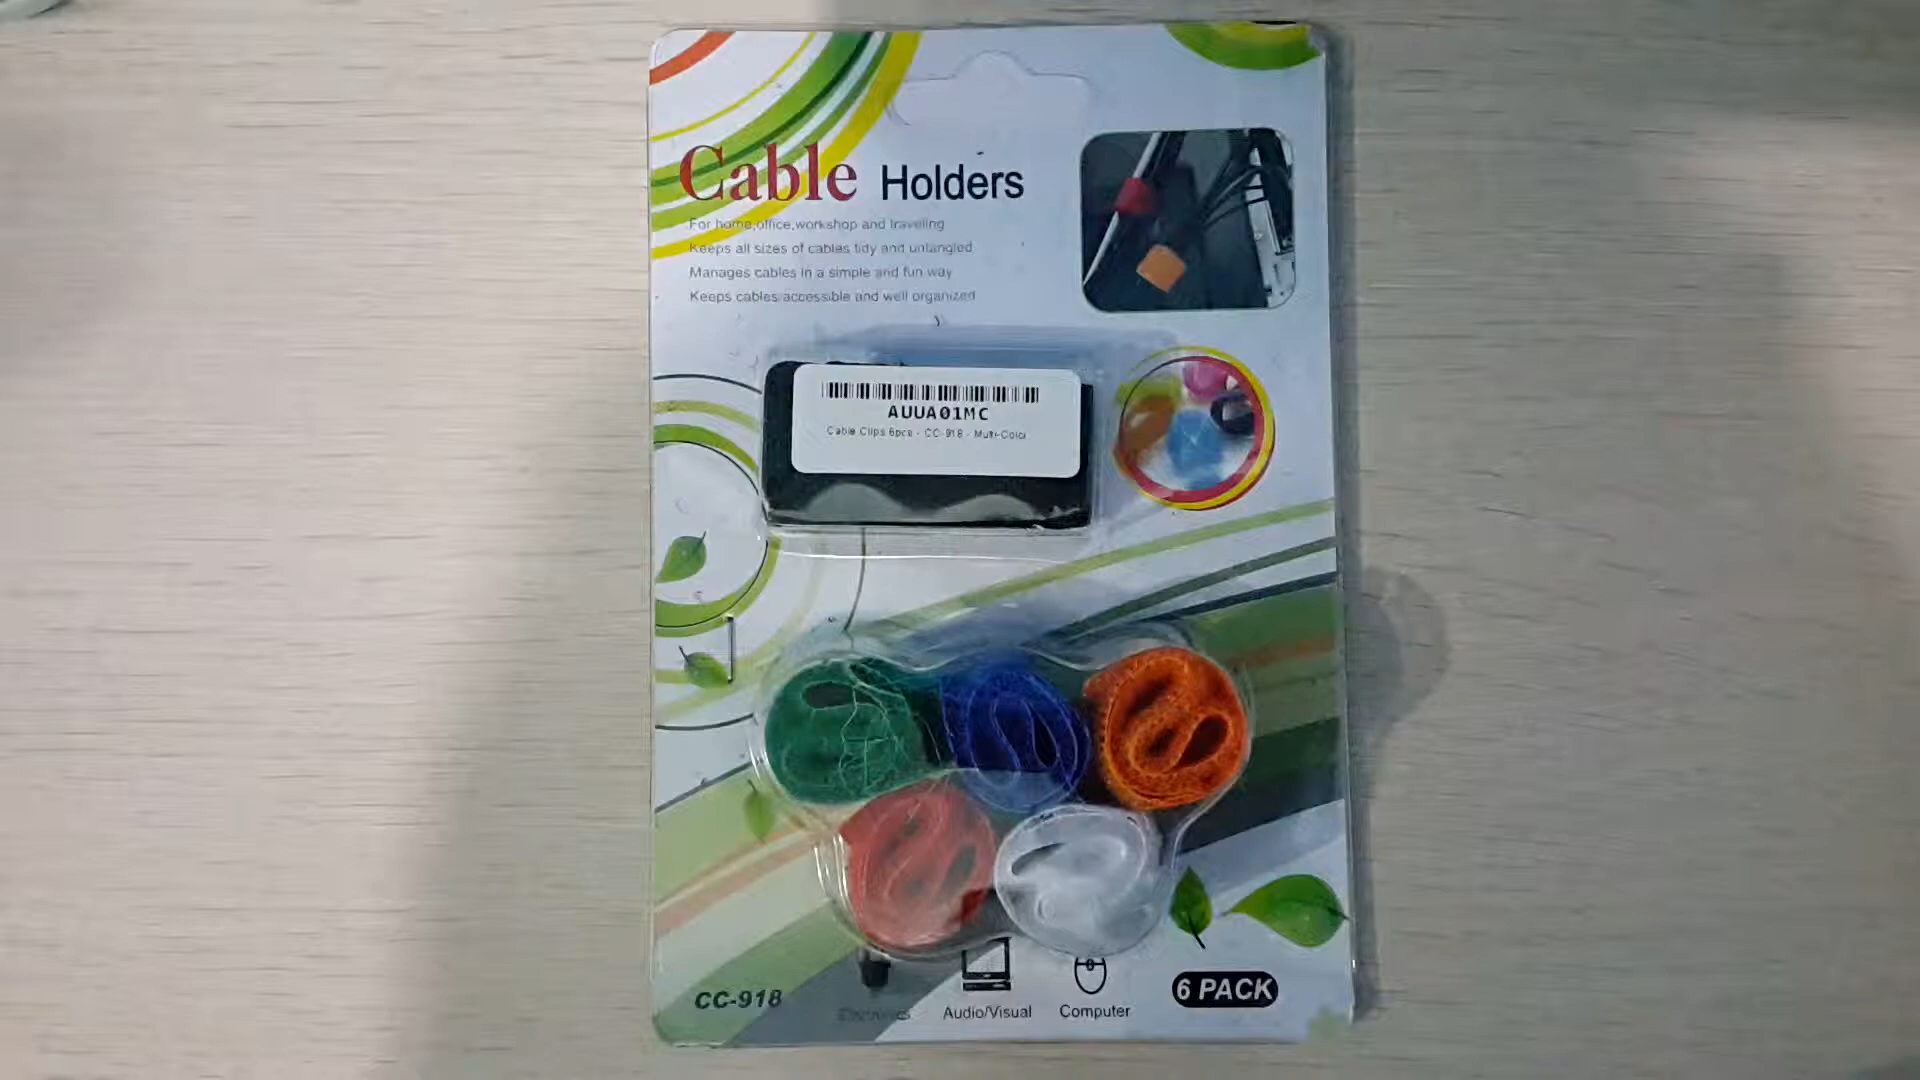 Cable Holders
For home,office,workshop and traveling
Keeps all sizes of cables tidy and untangled
Manages cables in a simple and fun way
Keeps cables accessible and well organized
AUUA01MC
Cable Clips 6pcs - CC-918 - Multi-Color
CC-918
Electronics
Audio/Visual
Computer
6 PACK